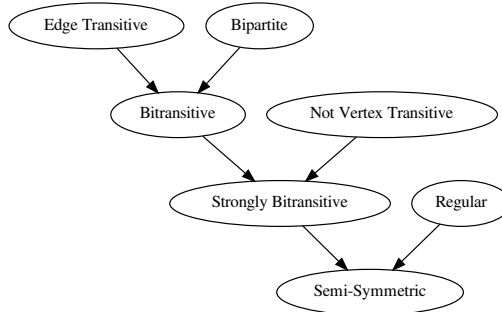 Edge Transitive
Bipartite
Bitransitive
Not Vertex Transitive
Strongly Bitransitive
Regular
Semi-Symmetric